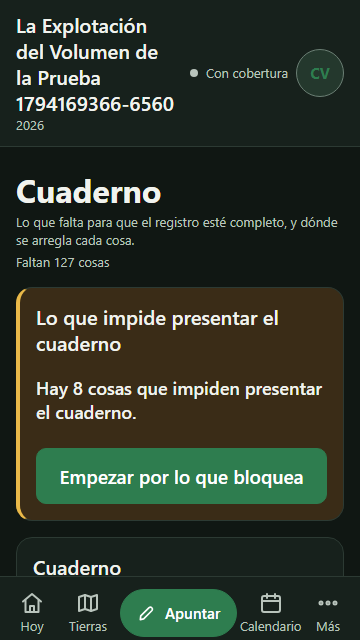 La Explotación
del Volumen de
la Prueba
1794169366-6560
2026
Con cobertura
CV
Cuaderno
Lo que falta para que el registro esté completo, y dónde
se arregla cada cosa.
Faltan 127 cosas
Lo que impide presentar el
cuaderno
Hay 8 cosas que impiden presentar
el cuaderno.
Empezar por lo que bloquea
Cuaderno
Hoy
Tierras
Apuntar
Calendario
Más